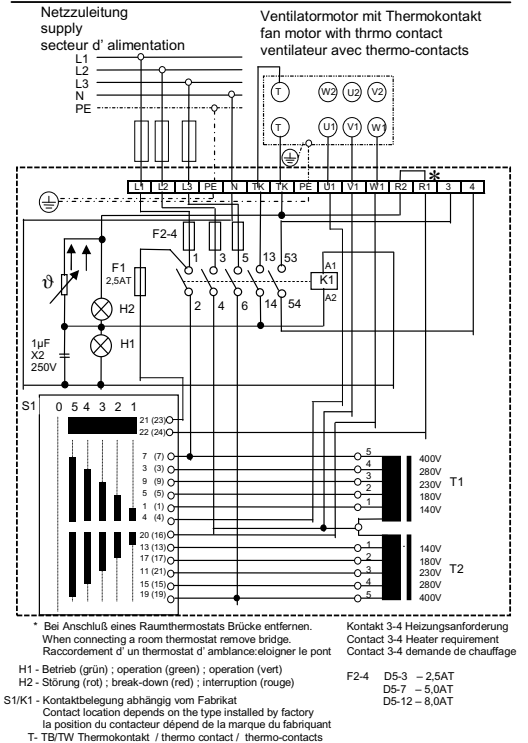 Netzzuleitung
supply
secteur d' alimentation
Ventilatormotor mit Thermokontakt
fan motor with thrmo contact
ventilateur avec thermo-contacts
L1
L2
L3
N
PE
T W2 U2 V2
T U1 V1 W1
L1 L2 L3 PE N TK TK PE U1 V1 W1 R2 R1 3 4
*
F2-4
F1
2,5AT
1 3 5 13 53
2 4 6 14 54
A1
K1
A2
ϑ
H2
H1
1µF
X2
250V
S1 0 5 4 3 2 1
21 (23)
22 (24)
7 (7)
3 (3)
9 (9)
5 (5)
1 (1)
4 (4)
20 (16)
13 (13)
17 (17)
11 (21)
15 (15)
19 (19)
5 400V
4 280V
3 230V
2 180V
1 140V
T1
1 140V
2 180V
3 230V
4 280V
5 400V
T2
* Bei Anschluß eines Raumthermostats Brücke entfernen.
When connecting a room thermostat remove bridge.
Raccordement d' un thermostat d' amblance:eloigner le pont
Kontakt 3-4 Heizungsanforderung
Contact 3-4 Heater requirement
Contact 3-4 demande de chauffage
H1 - Betrieb (grün) ; operation (green) ; operation (vert)
H2 - Störung (rot) ; break-down (red) ; interruption (rouge)
F2-4 D5-3 – 2,5AT
D5-7 – 5,0AT
D5-12 – 8,0AT
S1/K1 - Kontaktbelegung abhängig vom Fabrikat
Contact location depends on the type installed by factory
la position du contacteur dépend de la marque du fabriquant
T- TB/TW Thermokontakt / thermo contact / thermo-contacts